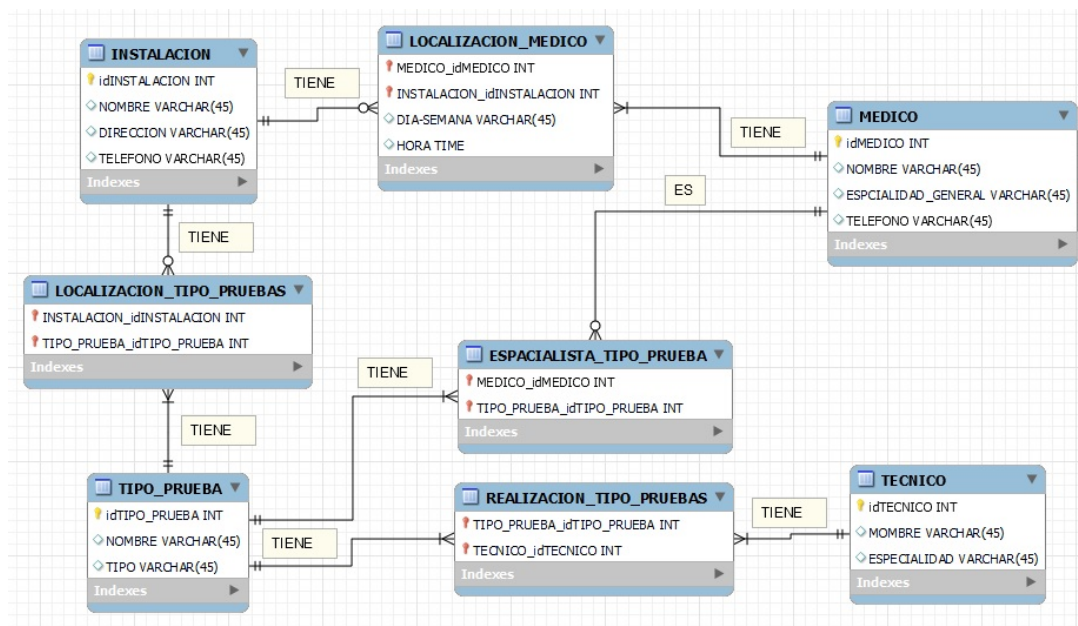 INSTALACION
idINSTALACION INT
NOMBRE VARCHAR(45)
DIRECCION VARCHAR(45)
TELEFONO VARCHAR(45)
Indexes
TIENE
LOCALIZACION_MEDICO
MEDICO_idMEDICO INT
INSTALACION_idINSTALACION INT
DIA-SEMANA VARCHAR(45)
HORA TIME
Indexes
TIENE
MEDICO
idMEDICO INT
NOMBRE VARCHAR(45)
ESPCIALIDAD_GENERAL VARCHAR(45)
TELEFONO VARCHAR(45)
Indexes
ES
TIENE
LOCALIZACION_TIPO_PRUEBAS
INSTALACION_idINSTALACION INT
TIPO_PRUEBA_idTIPO_PRUEBA INT
Indexes
TIENE
TIENE
ESPACIALISTA_TIPO_PRUEBA
MEDICO_idMEDICO INT
TIPO_PRUEBA_idTIPO_PRUEBA INT
Indexes
TIPO_PRUEBA
idTIPO_PRUEBA INT
NOMBRE VARCHAR(45)
TIPO VARCHAR(45)
Indexes
TIENE
REALIZACION_TIPO_PRUEBAS
TIPO_PRUEBA_idTIPO_PRUEBA INT
TECNICO_idTECNICO INT
Indexes
TIENE
TECNICO
idTECNICO INT
MOMBRE VARCHAR(45)
ESPECIALIDAD VARCHAR(45)
Indexes